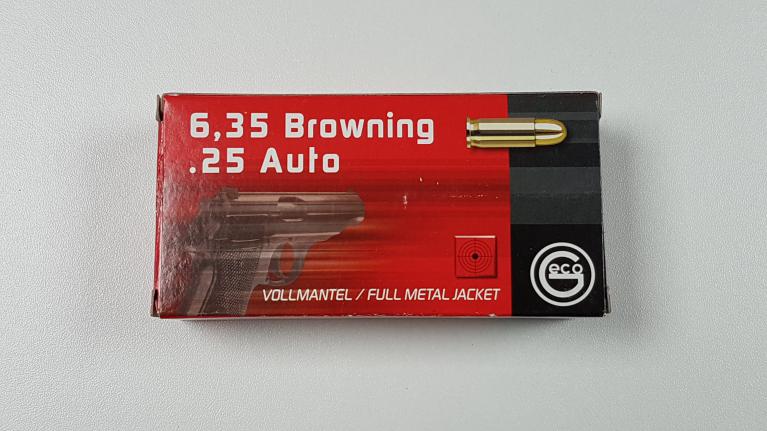 6,35 Browning
.25 Auto
VOLLMANTEL / FULL METAL JACKET
Geco